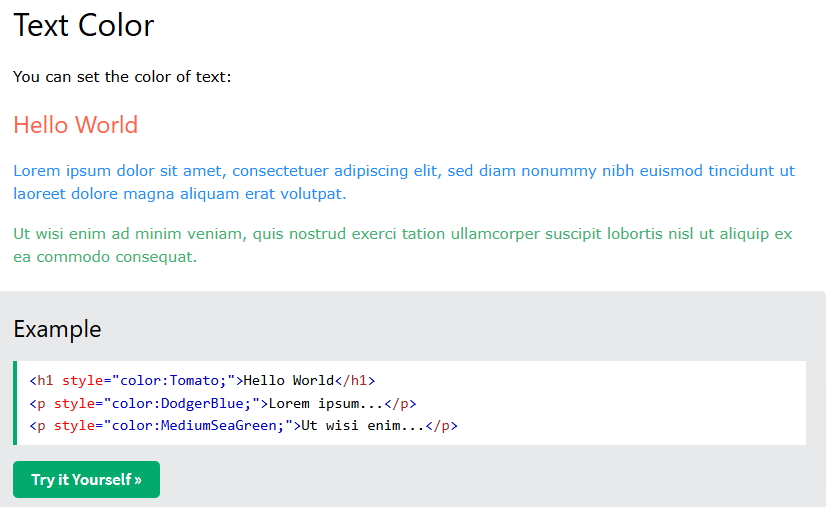 Text Color
You can set the color of text:
Hello World
Lorem ipsum dolor sit amet, consectetuer adipiscing elit, sed diam nonummy nibh euismod tincidunt ut
laoreet dolore magna aliquam erat volutpat.
Ut wisi enim ad minim veniam, quis nostrud exerci tation ullamcorper suscipit lobortis nisl ut aliquip ex
ea commodo consequat.
Example
<h1 style="color:Tomato;">Hello World</h1>
<p style="color:DodgerBlue;">Lorem ipsum...</p>
<p style="color:MediumSeaGreen;">Ut wisi enim...</p>
Try it Yourself »